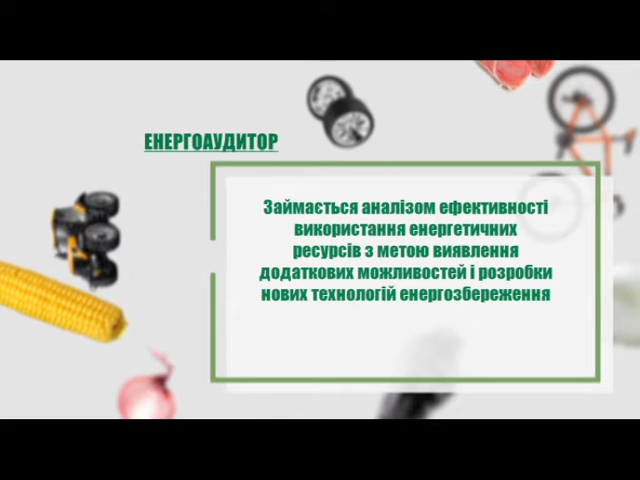 ЕНЕРГОАУДИТОР
Займається аналізом ефективності
використання енергетичних
ресурсів з метою виявлення
додаткових можливостей і розробки
нових технологій енергозбереження